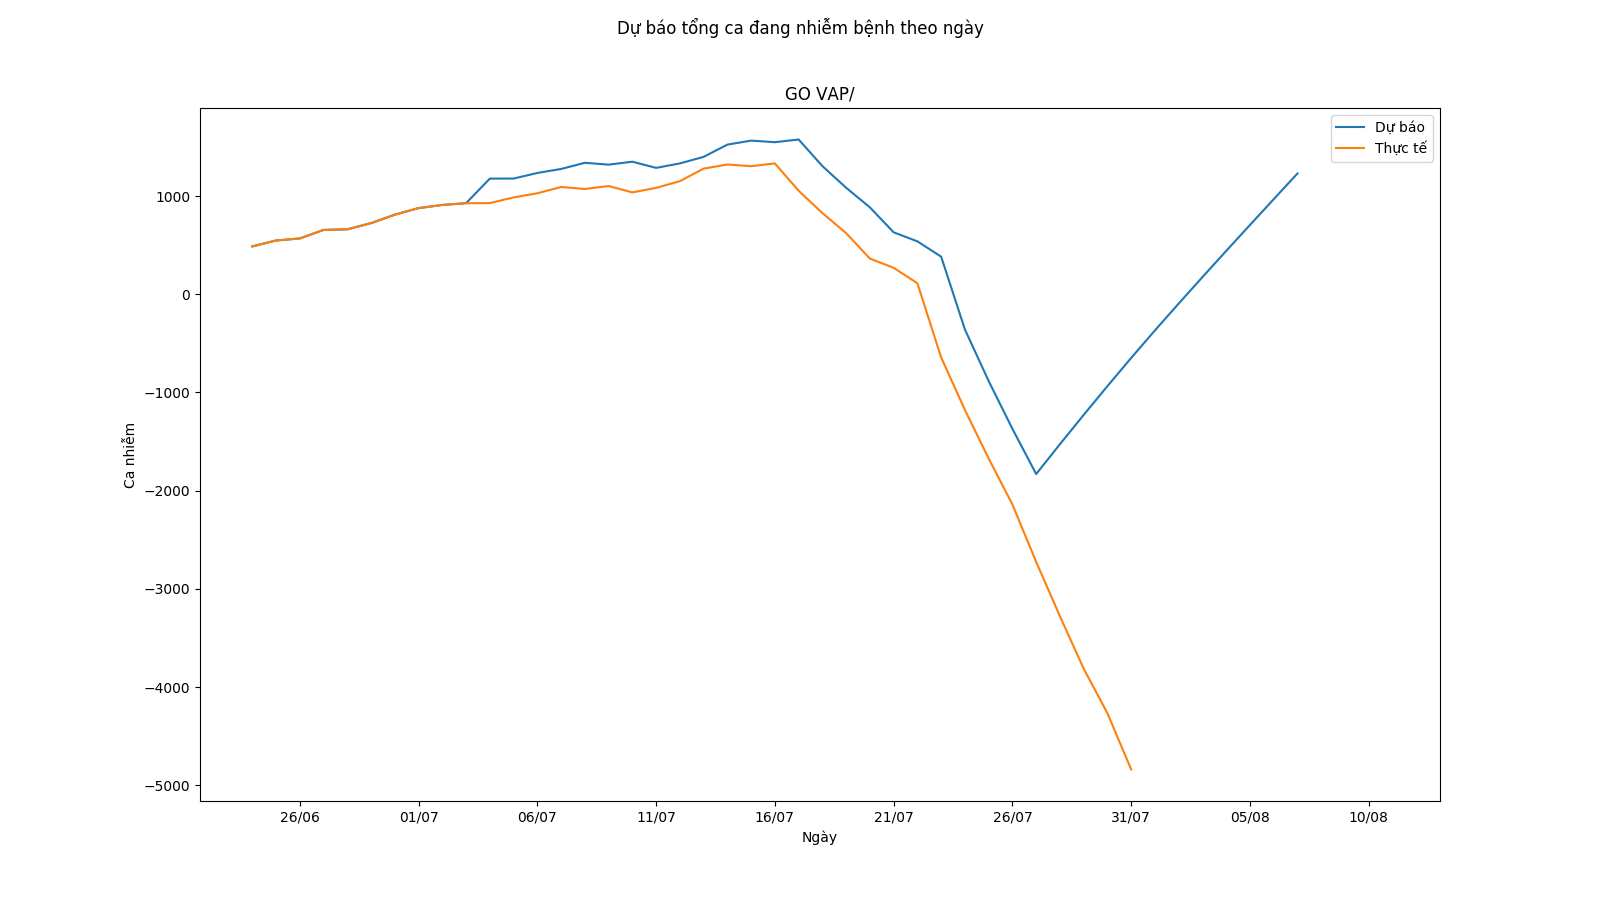 Dự báo tổng ca đang nhiễm bệnh theo ngày
GO VAP/
Dự báo
Thực tế
1000
0
−1000
−2000
−3000
−4000
−5000
Ca nhiễm
26/06 01/07 06/07 11/07 16/07 21/07 26/07 31/07 05/08 10/08
Ngày